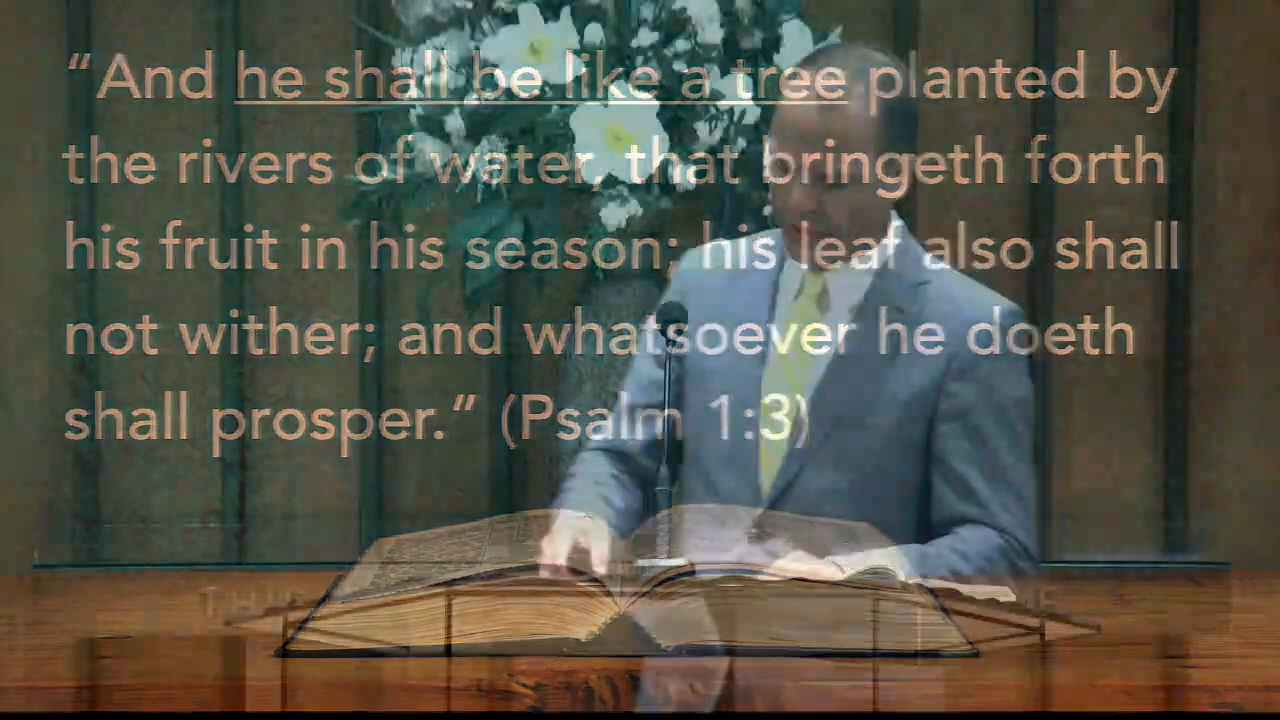 “And he shall be like a tree planted by
the rivers of water, that bringeth forth
his fruit in his season; his leaf also shall
not wither; and whatsoever he doeth
shall prosper.” (Psalm 1:3)